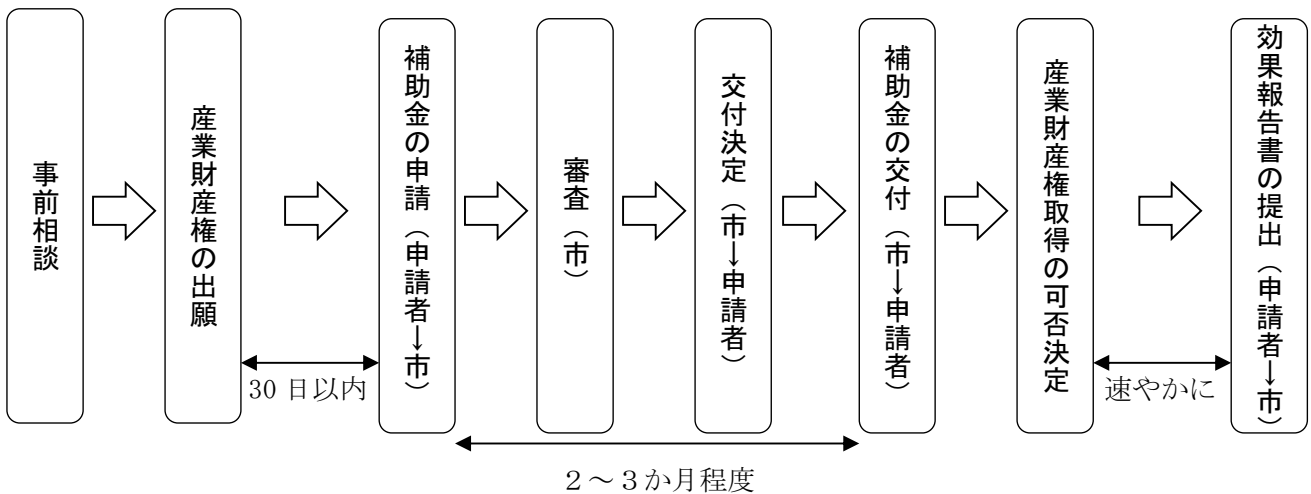 事前相談
産業財産権の出願
補助金の申請（申請者→市）
審査（市）
交付決定（市→申請者）
補助金の交付（市→申請者）
産業財産権取得の可否決定
効果報告書の提出（申請者→市）
30 日以内
速やかに
２～３か月程度